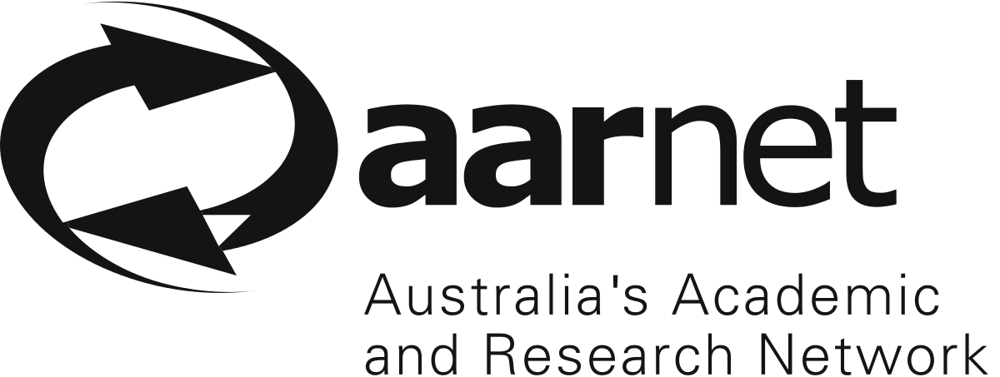 aarnet
Australia's Academic
and Research Network